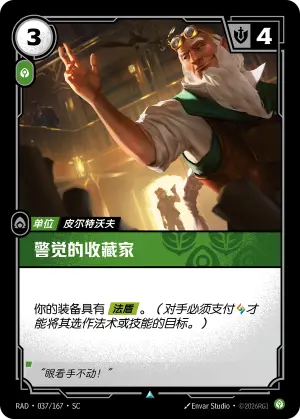 3
4
单位 皮尔特沃夫
警觉的收藏家
你的装备具有 法盾 。（对手必须支付才
能将其选作法术或技能的目标。）
“眼看手不动！”
RAD • 037/167 • SC
Envar Studio • ©2026RGI